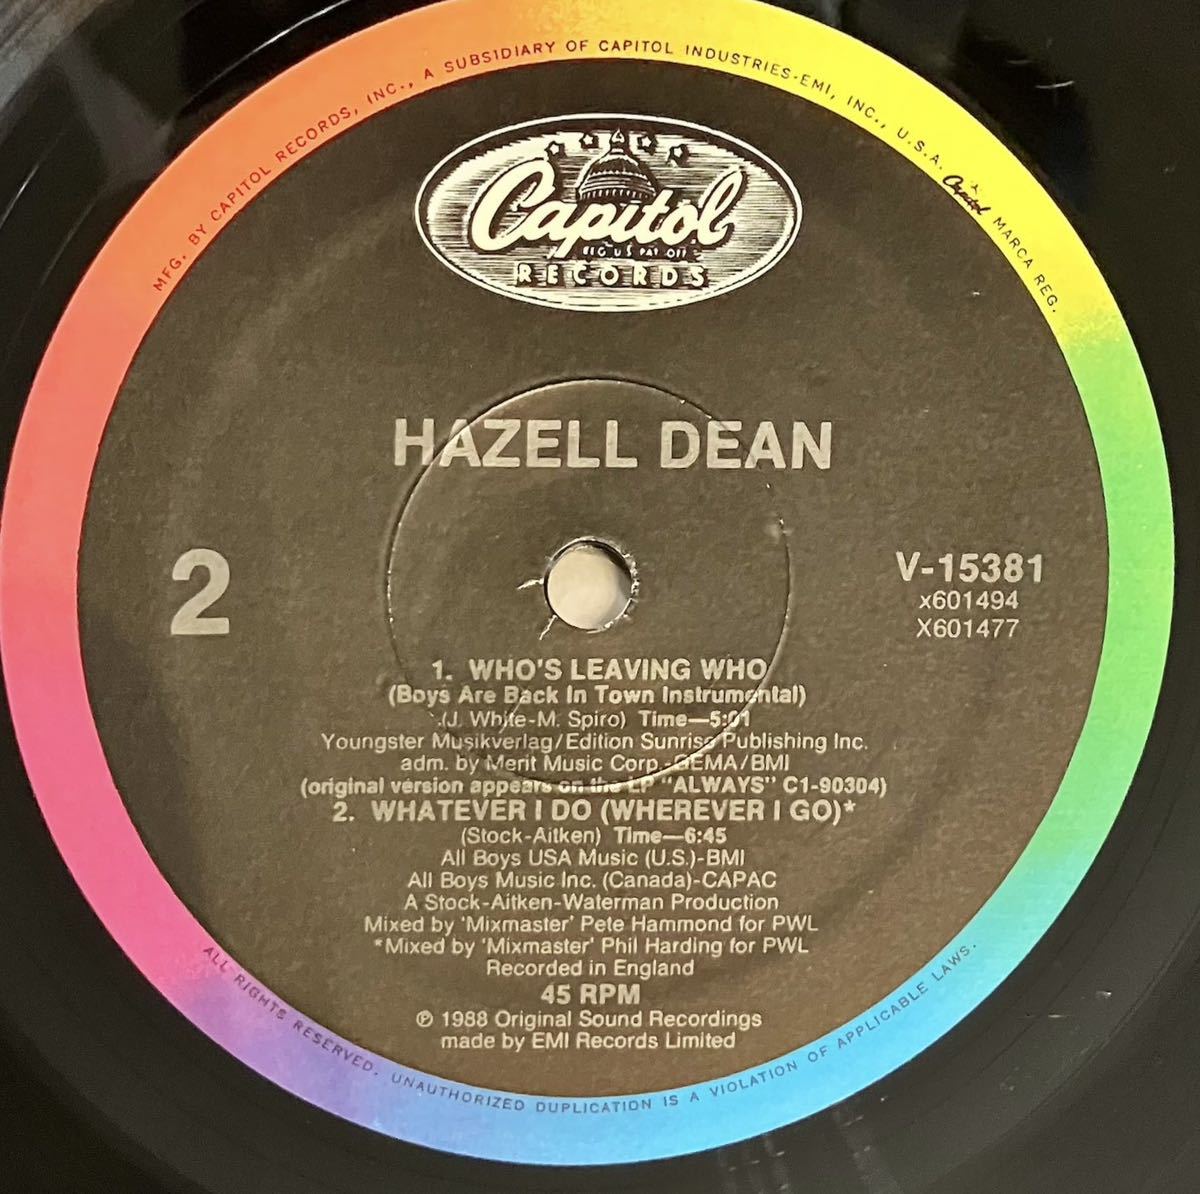 MFG. BY CAPITOL RECORDS, INC., A SUBSIDIARY OF CAPITOL INDUSTRIES-EMI, INC., U.S.A. Capitol MARCA REG.
Capitol
REG. U.S. PAT. OFF.
RECORDS
HAZELL DEAN
2
V-15381
x601494
X601477
1. WHO'S LEAVING WHO
(Boys Are Back In Town Instrumental)
(J. White-M. Spiro) Time—5:01
Youngster Musikverlag/Edition Sunrise Publishing Inc.
adm. by Merit Music Corp.-GEMA/BMI
(original version appears on the LP "ALWAYS" C1-90304)
2. WHATEVER I DO (WHEREVER I GO)*
(Stock-Aitken) Time—6:45
All Boys USA Music (U.S.)-BMI
All Boys Music Inc. (Canada)-CAPAC
A Stock-Aitken-Waterman Production
Mixed by 'Mixmaster' Pete Hammond for PWL
*Mixed by 'Mixmaster' Phil Harding for PWL
Recorded in England
45 RPM
℗ 1988 Original Sound Recordings
made by EMI Records Limited
ALL RIGHTS RESERVED. UNAUTHORIZED DUPLICATION IS A VIOLATION OF APPLICABLE LAWS.